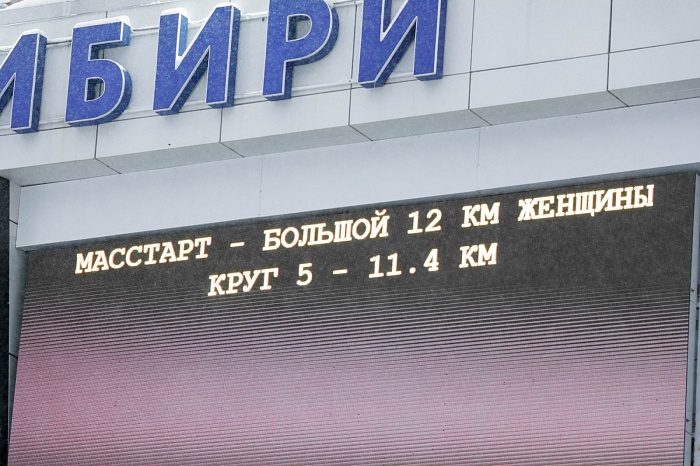 ИБИРИ
МАССТАРТ - БОЛЬШОЙ 12 КМ ЖЕНЩИНЫ
КРУГ 5 - 11.4 КМ